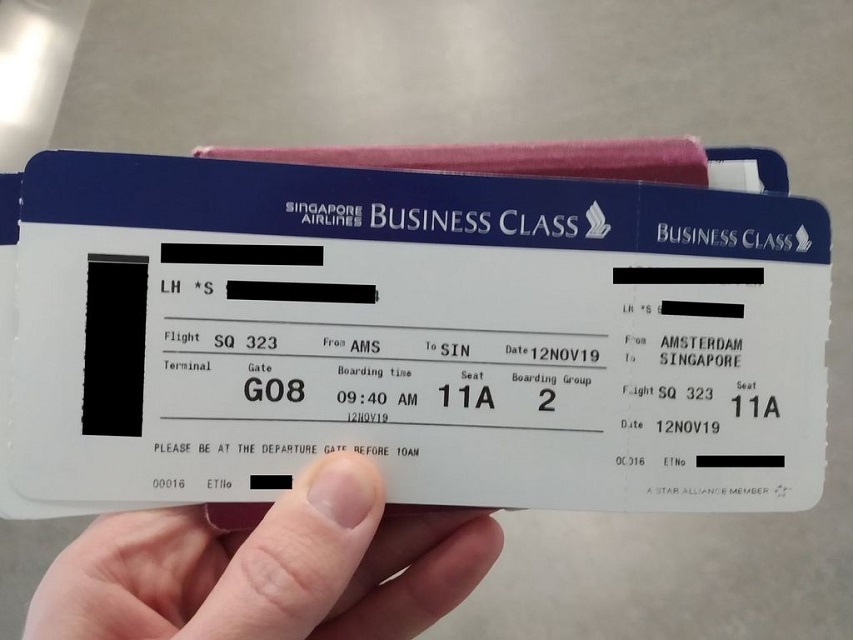 SINGAPORE AIRLINES BUSINESS CLASS
LH *S
Flight SQ 323 From AMS To SIN Date 12NOV19
Terminal Gate G08 Boarding time 09:40 AM Seat 11A Boarding Group 2
12NOV19
PLEASE BE AT THE DEPARTURE GATE BEFORE 10AM
00016 ETNo
BUSINESS CLASS
LH *S
From AMSTERDAM
To SINGAPORE
Flight SQ 323 Seat 11A
Date 12NOV19
00016 ETNo
A STAR ALLIANCE MEMBER